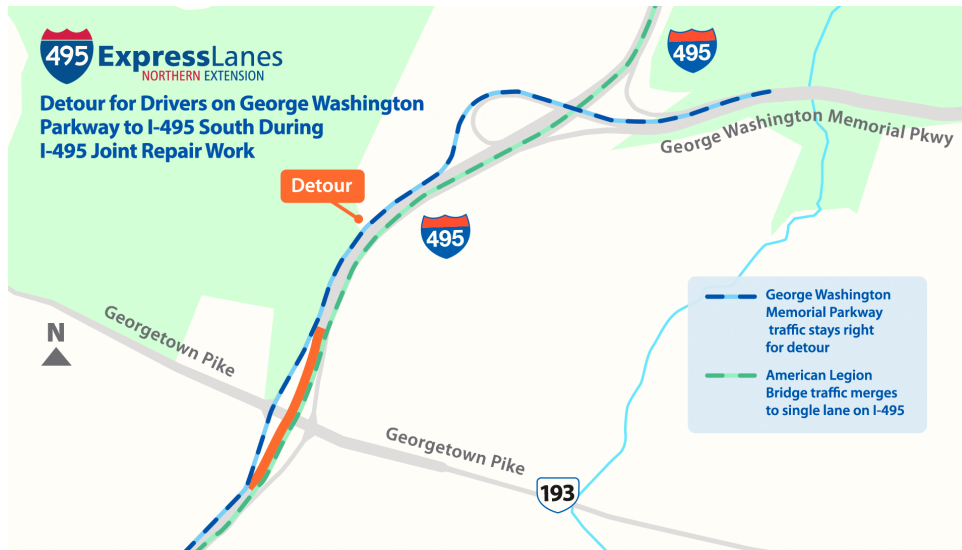 495 ExpressLanes
NORTHERN EXTENSION
Detour for Drivers on George Washington
Parkway to I-495 South During
I-495 Joint Repair Work
495
George Washington Memorial Pkwy
Detour
495
George Washington
Memorial Parkway
traffic stays right
for detour
American Legion
Bridge traffic merges
to single lane on I-495
N
Georgetown Pike
Georgetown Pike
193